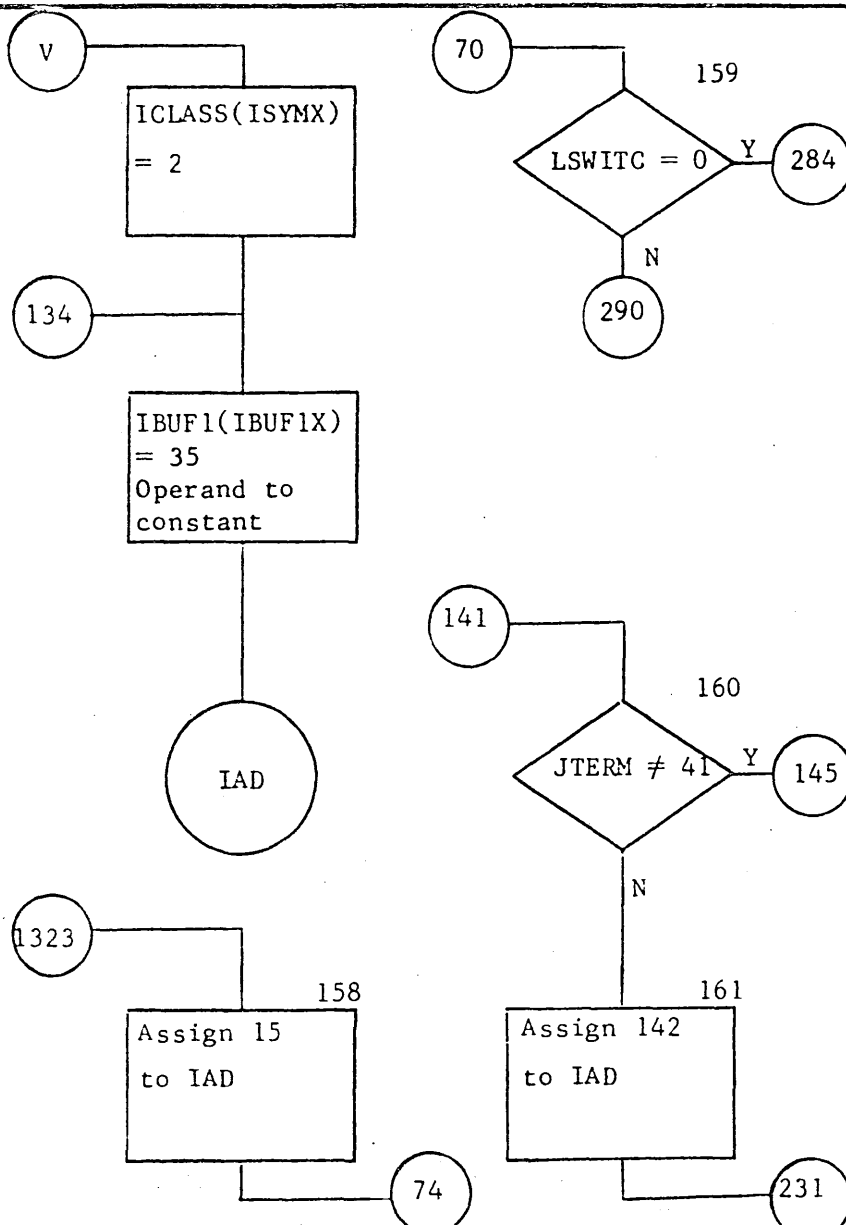 V
ICLASS(ISYMX)
= 2
134
IBUF1(IBUF1X)
= 35
Operand to
constant
IAD
1323
158
Assign 15
to IAD
74
70
159
LSWITC = 0
Y
284
N
290
141
160
JTERM ≠ 41
Y
145
N
161
Assign 142
to IAD
231